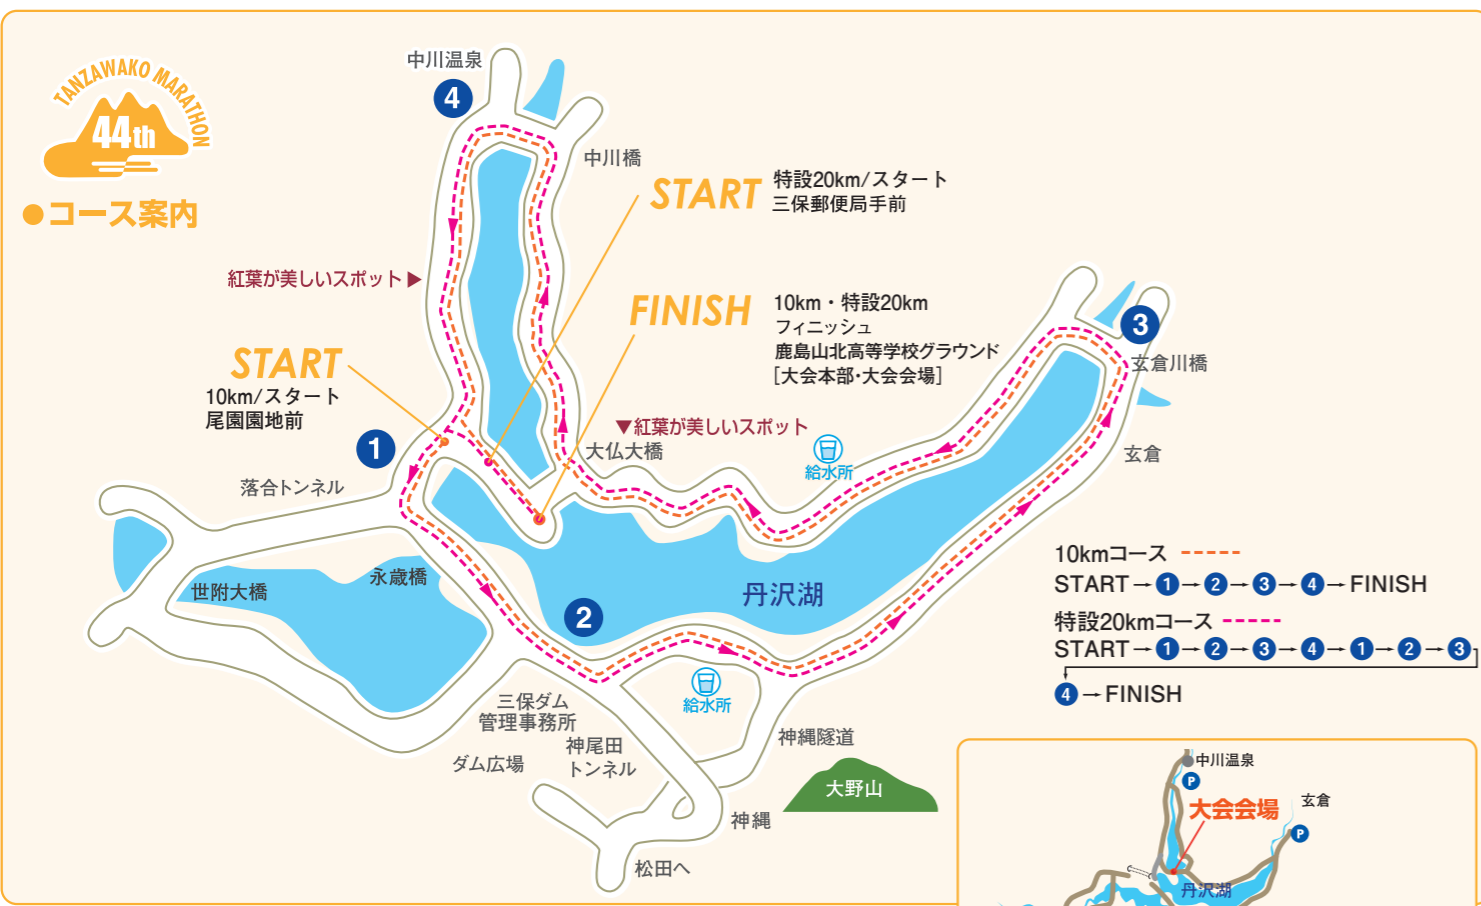 TANZAWAKO MARATHON
44th
●コース案内
中川温泉
4
中川橋
START
特設20km/スタート
三保郵便局手前
紅葉が美しいスポット▶
FINISH
10km・特設20km
フィニッシュ
鹿島山北高等学校グラウンド
[大会本部・大会会場]
START
10km/スタート
尾園園地前
3
玄倉川橋
▼紅葉が美しいスポット
大仏大橋
給水所
玄倉
1
落合トンネル
永歳橋
世附大橋
丹沢湖
2
給水所
三保ダム
管理事務所
神尾田
トンネル
ダム広場
神縄隧道
大野山
神縄
松田へ
10kmコース
START→1→2→3→4→FINISH
特設20kmコース
START→1→2→3→4→1→2→3
4→FINISH
中川温泉
P
大会会場
玄倉
P
丹沢湖